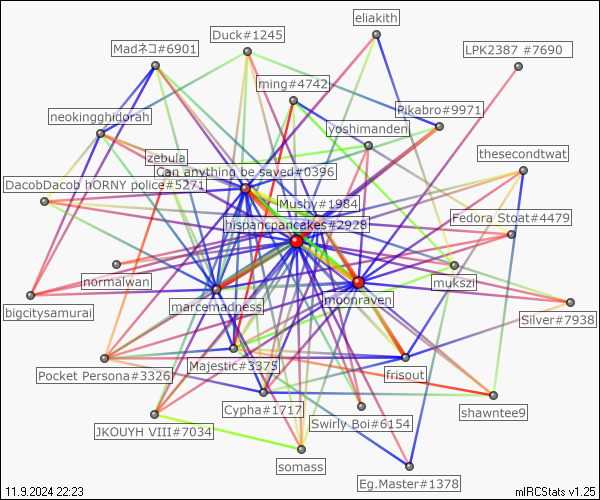 eliakith
Duck#1245
Madネコ#6901
LPK2387 #7690
ming#4742
Pikabro#9971
neokingghidorah
yoshimanden
zebula
thesecondtwat
Can anything be saved#0396
DacobDacob hORNY police#5271
Mushy#1984
Fedora Stoat#4479
hispancpancakes#2928
normalwan
mukszi
moonraven
marcemadness
bigcitysamurai
Silver#7938
Majestic#3375
Pocket Persona#3326
frisout
Cypha#1717
shawntee9
Swirly Boi#6154
JKOUYH VIII#7034
somass
Eg.Master#1378
11.9.2024 22:23
mIRCStats v1.25